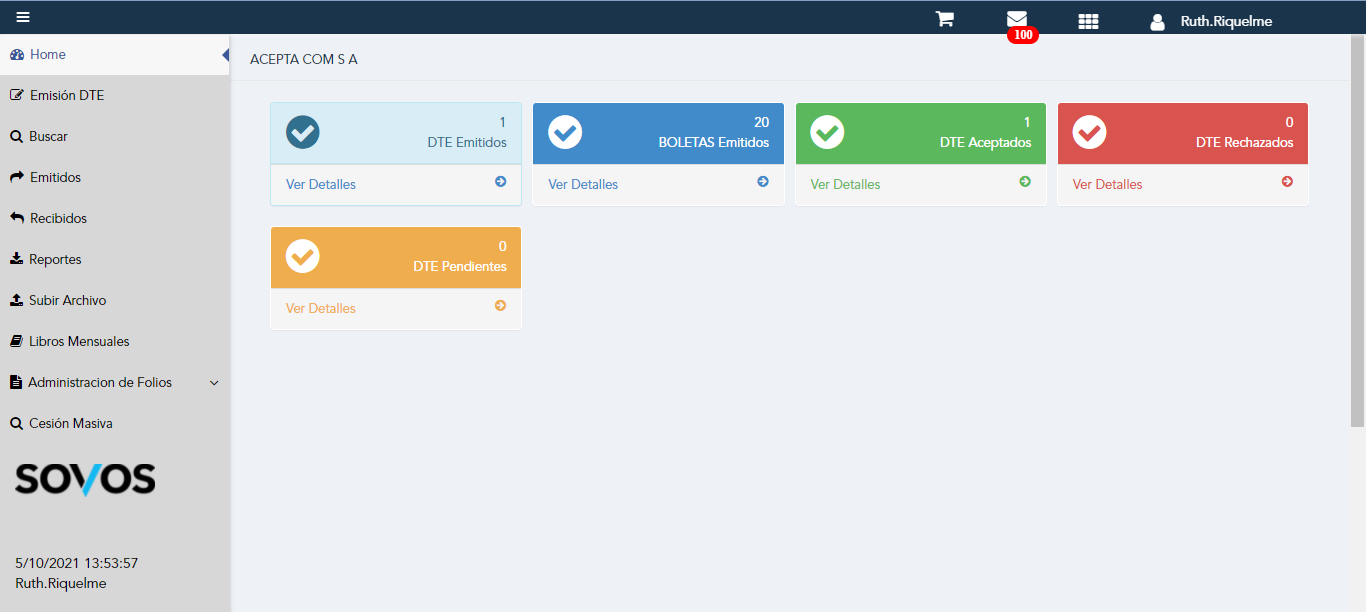 Ruth.Riquelme
100
Home
Emisión DTE
Buscar
Emitidos
Recibidos
Reportes
Subir Archivo
Libros Mensuales
Administracion de Folios
Cesión Masiva
SOVOS
5/10/2021 13:53:57
Ruth.Riquelme
ACEPTA COM S A
1
DTE Emitidos
Ver Detalles
20
BOLETAS Emitidos
Ver Detalles
1
DTE Aceptados
Ver Detalles
0
DTE Rechazados
Ver Detalles
0
DTE Pendientes
Ver Detalles